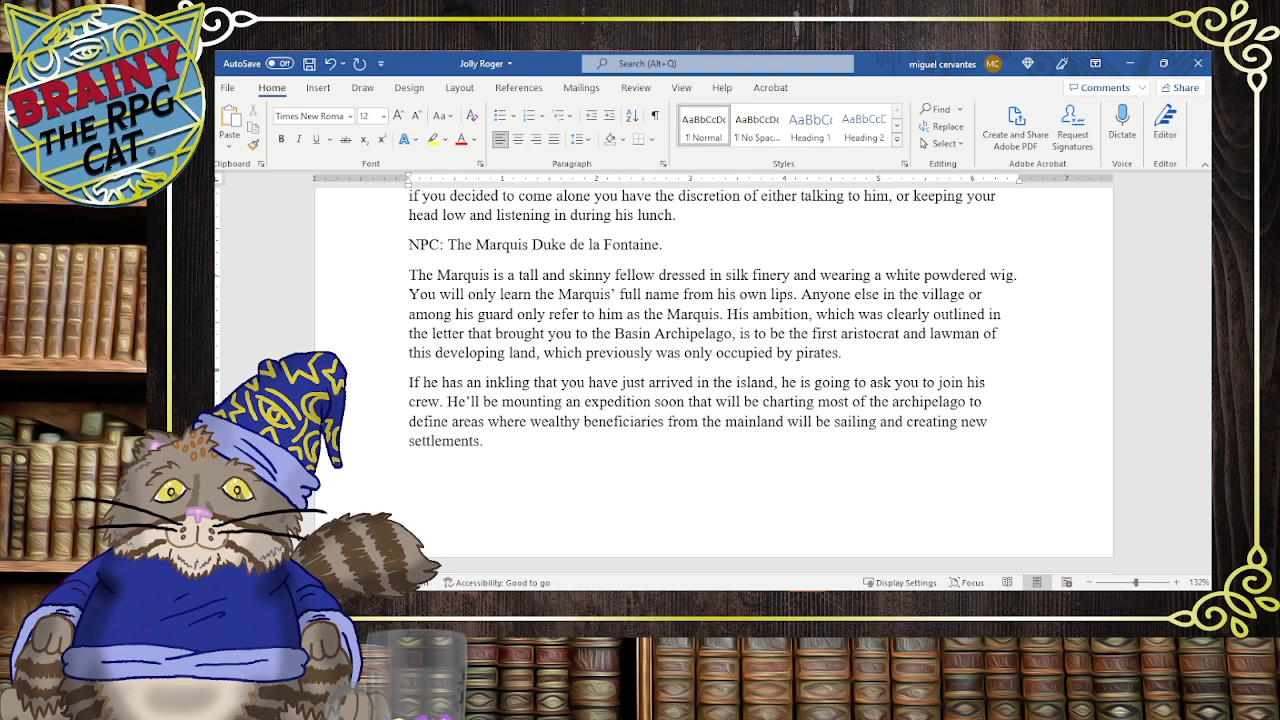 BRAINY
THE RPG
CAT
AutoSave Off
Jolly Roger
Search (Alt+Q)
miguel cervantes
MC
File Home Insert Draw Design Layout References Mailings Review View Help Acrobat
Comments
Share
Paste
Times New Roma
12
Clipboard
Font
Paragraph
AaBbCcDc
¶ Normal
AaBbCcDc
¶ No Spac...
AaBbCc
Heading 1
AaBbCcD
Heading 2
Styles
Find
Replace
Select
Editing
Create and Share
Adobe PDF
Request
Signatures
Adobe Acrobat
Dictate
Voice
Editor
Editor
1 1 2 3 4 5 6 7
if you decided to come alone you have the discretion of either talking to him, or keeping your
head low and listening in during his lunch.
NPC: The Marquis Duke de la Fontaine.
The Marquis is a tall and skinny fellow dressed in silk finery and wearing a white powdered wig.
You will only learn the Marquis’ full name from his own lips. Anyone else in the village or
among his guard only refer to him as the Marquis. His ambition, which was clearly outlined in
the letter that brought you to the Basin Archipelago, is to be the first aristocrat and lawman of
this developing land, which previously was only occupied by pirates.
If he has an inkling that you have just arrived in the island, he is going to ask you to join his
crew. He’ll be mounting an expedition soon that will be charting most of the archipelago to
define areas where wealthy beneficiaries from the mainland will be sailing and creating new
settlements.
Accessibility: Good to go
Display Settings
Focus
132%